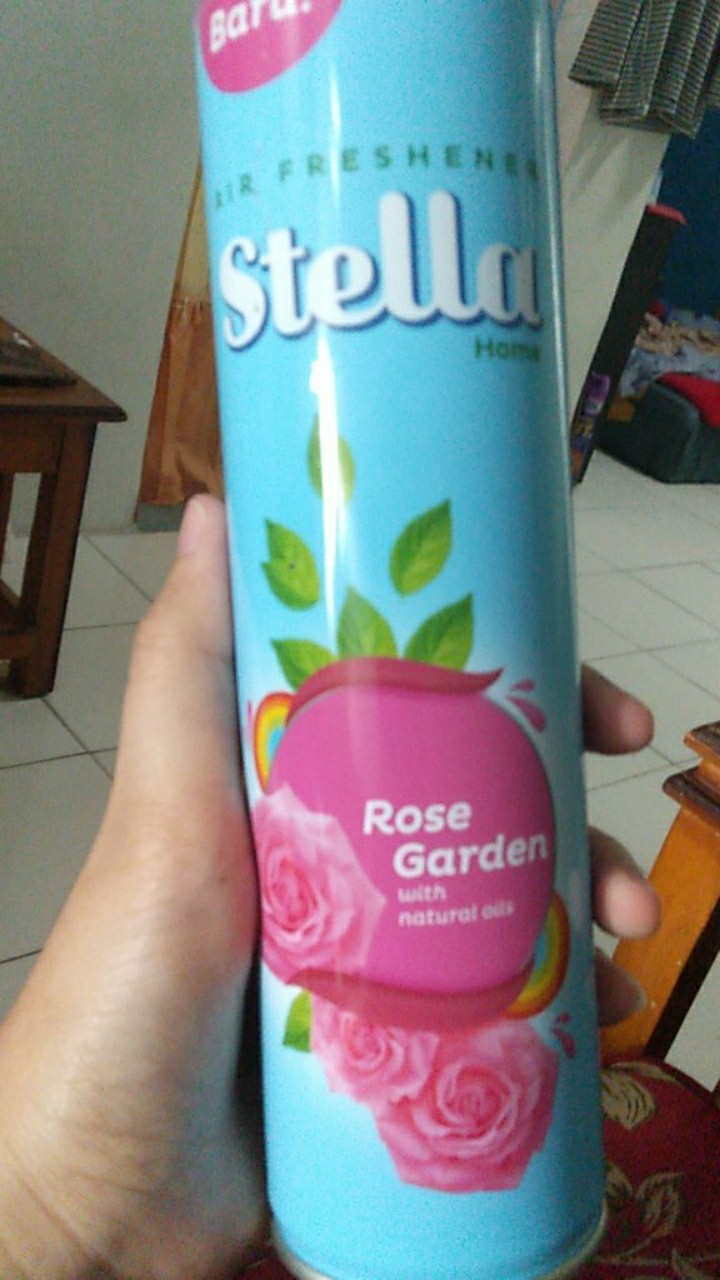 Baru!
AIR FRESHENER
Stella
Home
Rose
Garden
with
natural oils